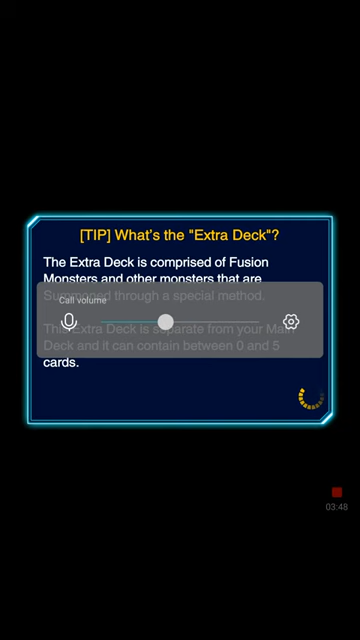 [TIP] What's the "Extra Deck"?
The Extra Deck is comprised of Fusion
Monsters and other monsters that are
Summoned through a special method.
Call volume
This Extra Deck is separate from your Main
Deck and it can contain between 0 and 5
cards.
03:48